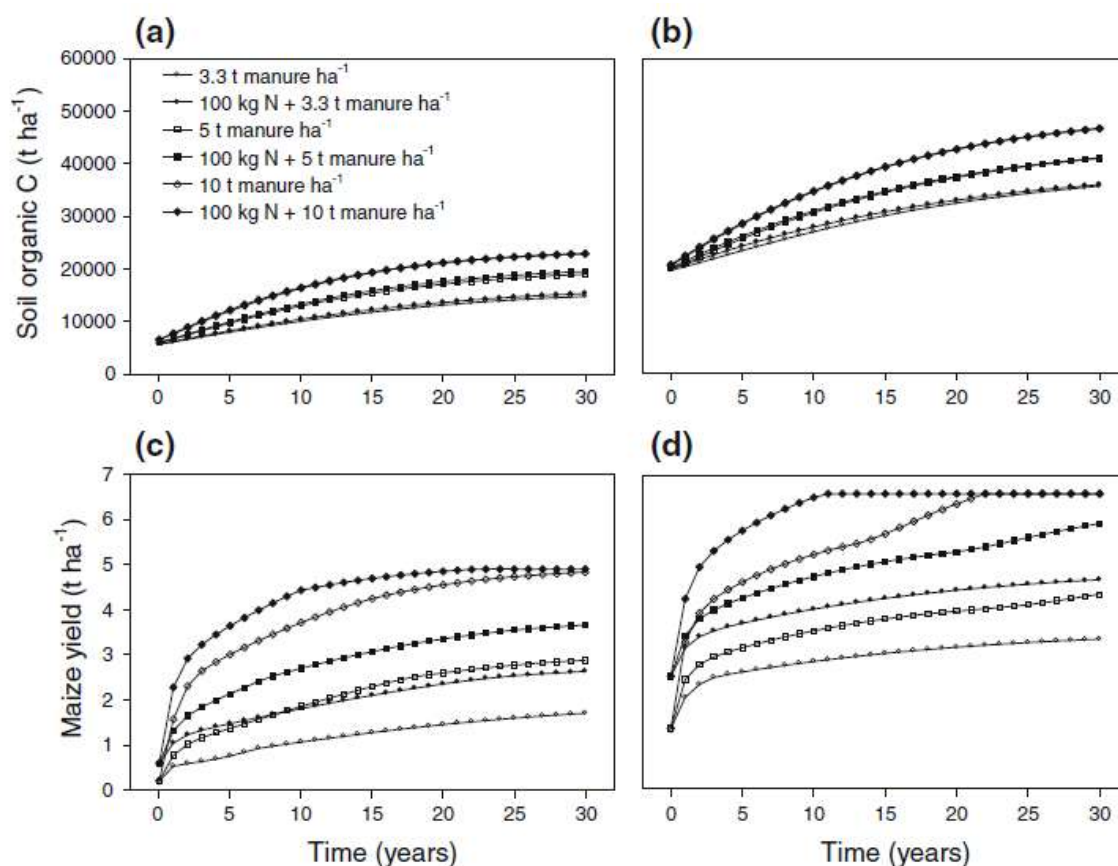 (a)
(b)
60000
50000
40000
30000
20000
10000
0
Soil organic C (t ha⁻¹)
3.3 t manure ha⁻¹
100 kg N + 3.3 t manure ha⁻¹
5 t manure ha⁻¹
100 kg N + 5 t manure ha⁻¹
10 t manure ha⁻¹
100 kg N + 10 t manure ha⁻¹
0 5 10 15 20 25 30
0 5 10 15 20 25 30
(c)
(d)
7
6
5
4
3
2
1
0
Maize yield (t ha⁻¹)
0 5 10 15 20 25 30
0 5 10 15 20 25 30
Time (years)
Time (years)